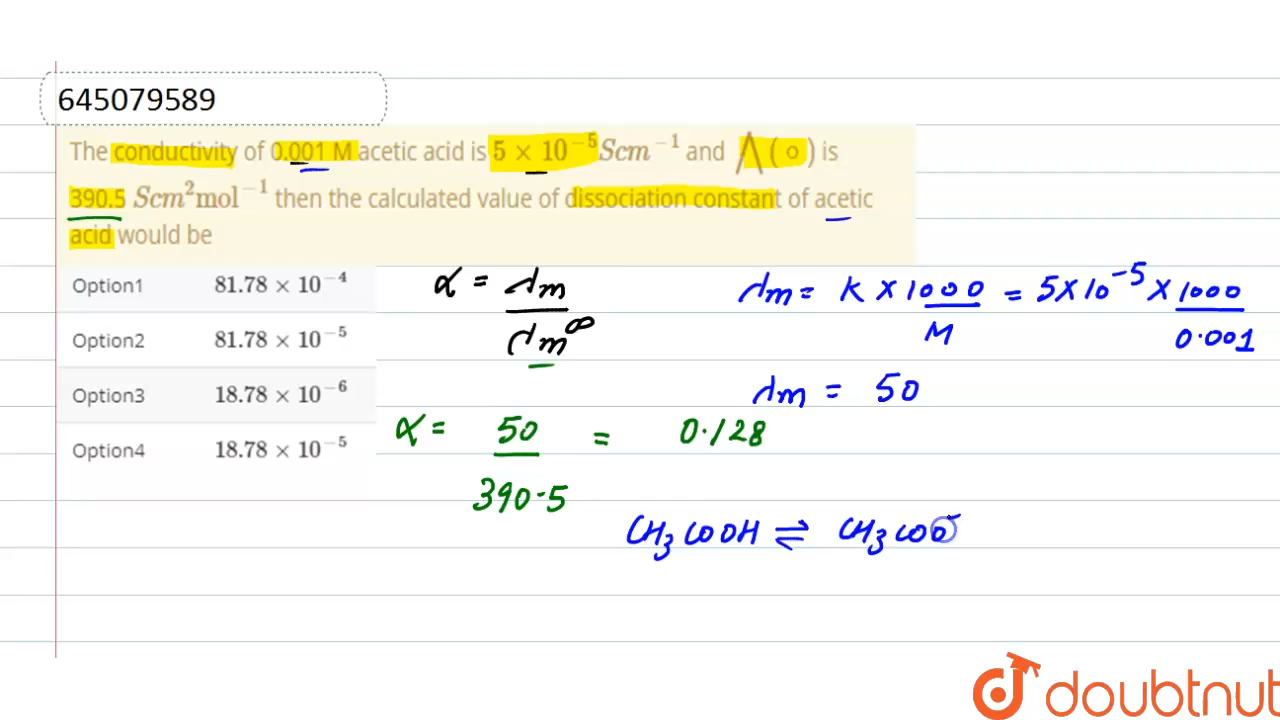 645079589
The conductivity of 0.001 M acetic acid is 5 × 10⁻⁵ Scm⁻¹ and Λ(∘) is
390.5 Scm² mol⁻¹ then the calculated value of dissociation constant of acetic
acid would be
Option1 81.78 × 10⁻⁴
Option2 81.78 × 10⁻⁵
Option3 18.78 × 10⁻⁶
Option4 18.78 × 10⁻⁵
α = λm / λm^∞
λm = K × 1000 / M = 5×10⁻⁵ × 1000 / 0.001
λm = 50
α = 50 / 390.5 = 0.128
CH₃COOH ⇌ CH₃COO⁻
doubtnut